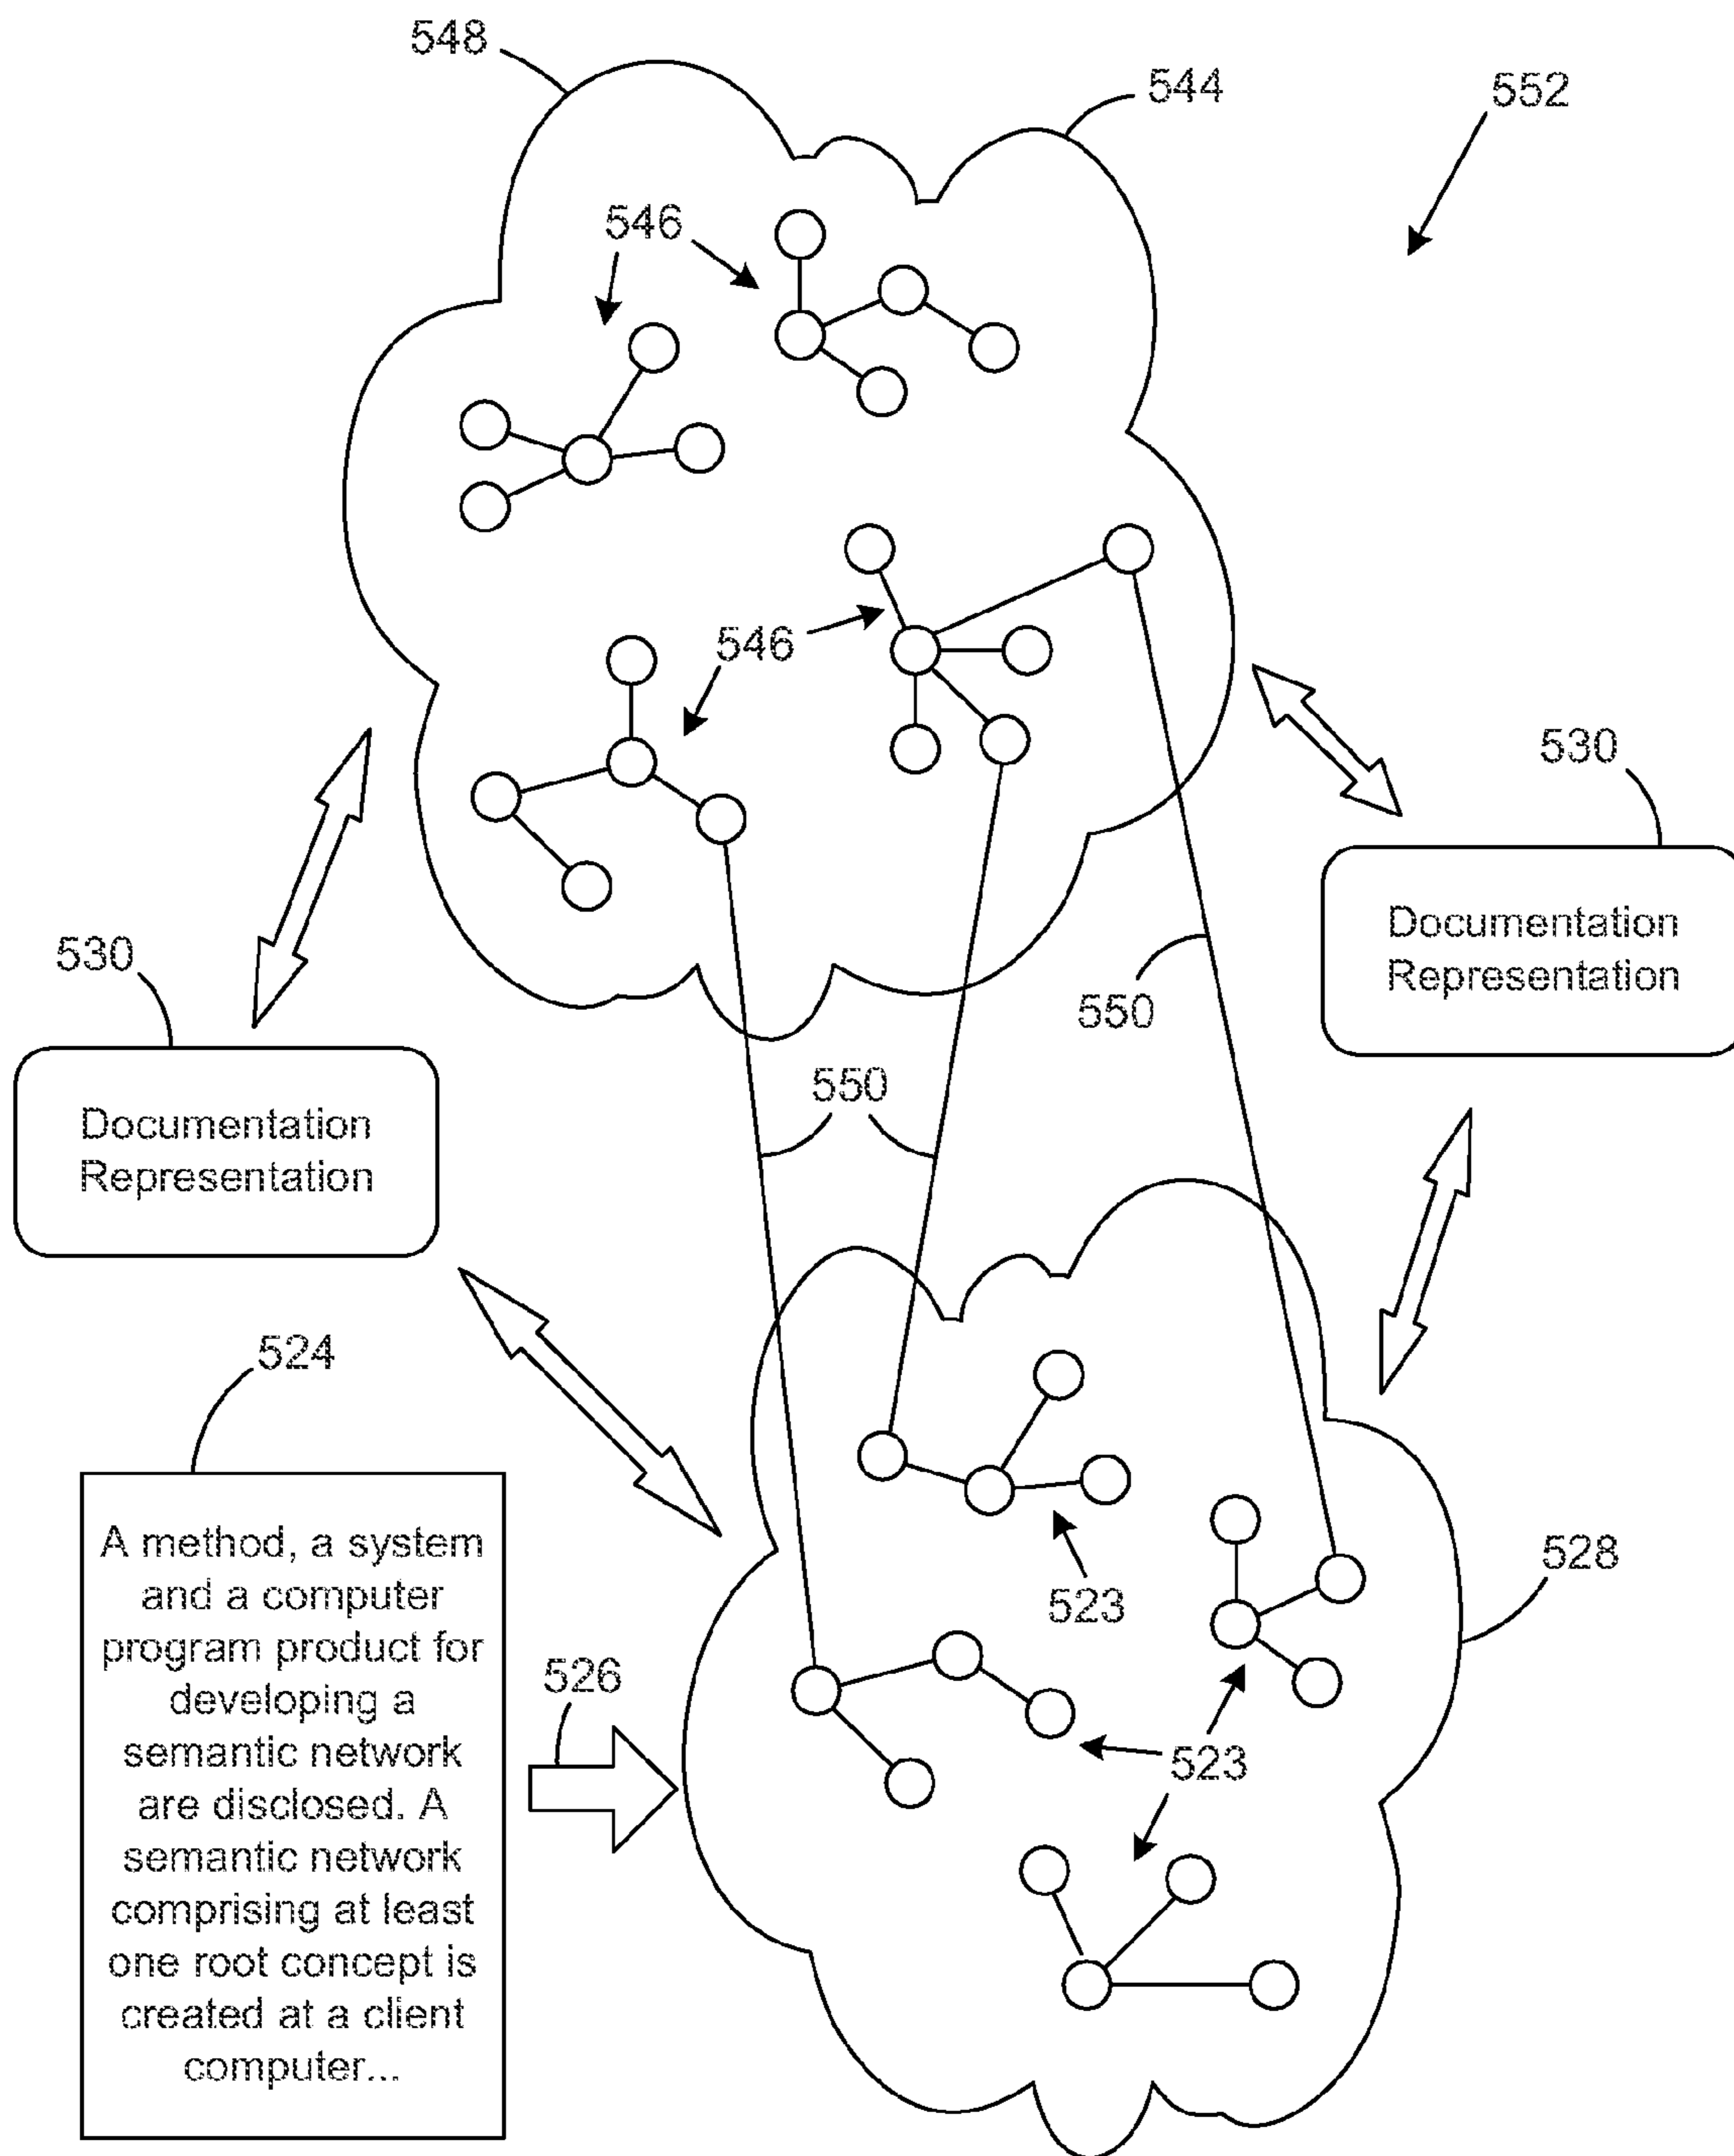 548
544
552
546
546
530
530
Documentation
Representation
550
550
Documentation
Representation
524
528
523
526
523
A method, a system
and a computer
program product for
developing a
semantic network
are disclosed. A
semantic network
comprising at least
one root concept is
created at a client
computer...